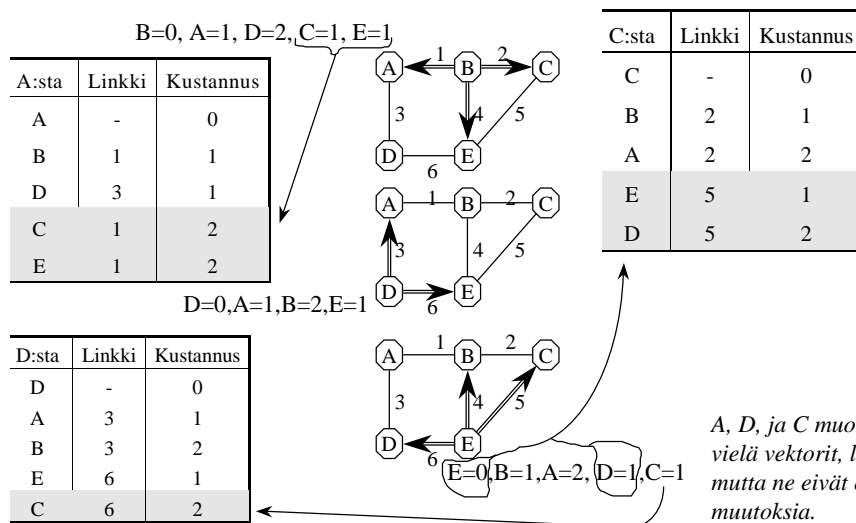 B=0, A=1, D=2, C=1, E=1
A:sta Linkki Kustannus
A - 0
B 1 1
D 3 1
C 1 2
E 1 2
A 1 B 2 C
3 4 5
D 6 E
C:sta Linkki Kustannus
C - 0
B 2 1
A 2 2
E 5 1
D 5 2
A 1 B 2 C
3 4 5
D 6 E
D=0,A=1,B=2,E=1
D:sta Linkki Kustannus
D - 0
A 3 1
B 3 2
E 6 1
C 6 2
A 1 B 2 C
3 4 5
D 6 E
E=0,B=1,A=2, D=1,C=1
A, D, ja C
vielä vektorit,
mutta ne eivät
muutoksia.